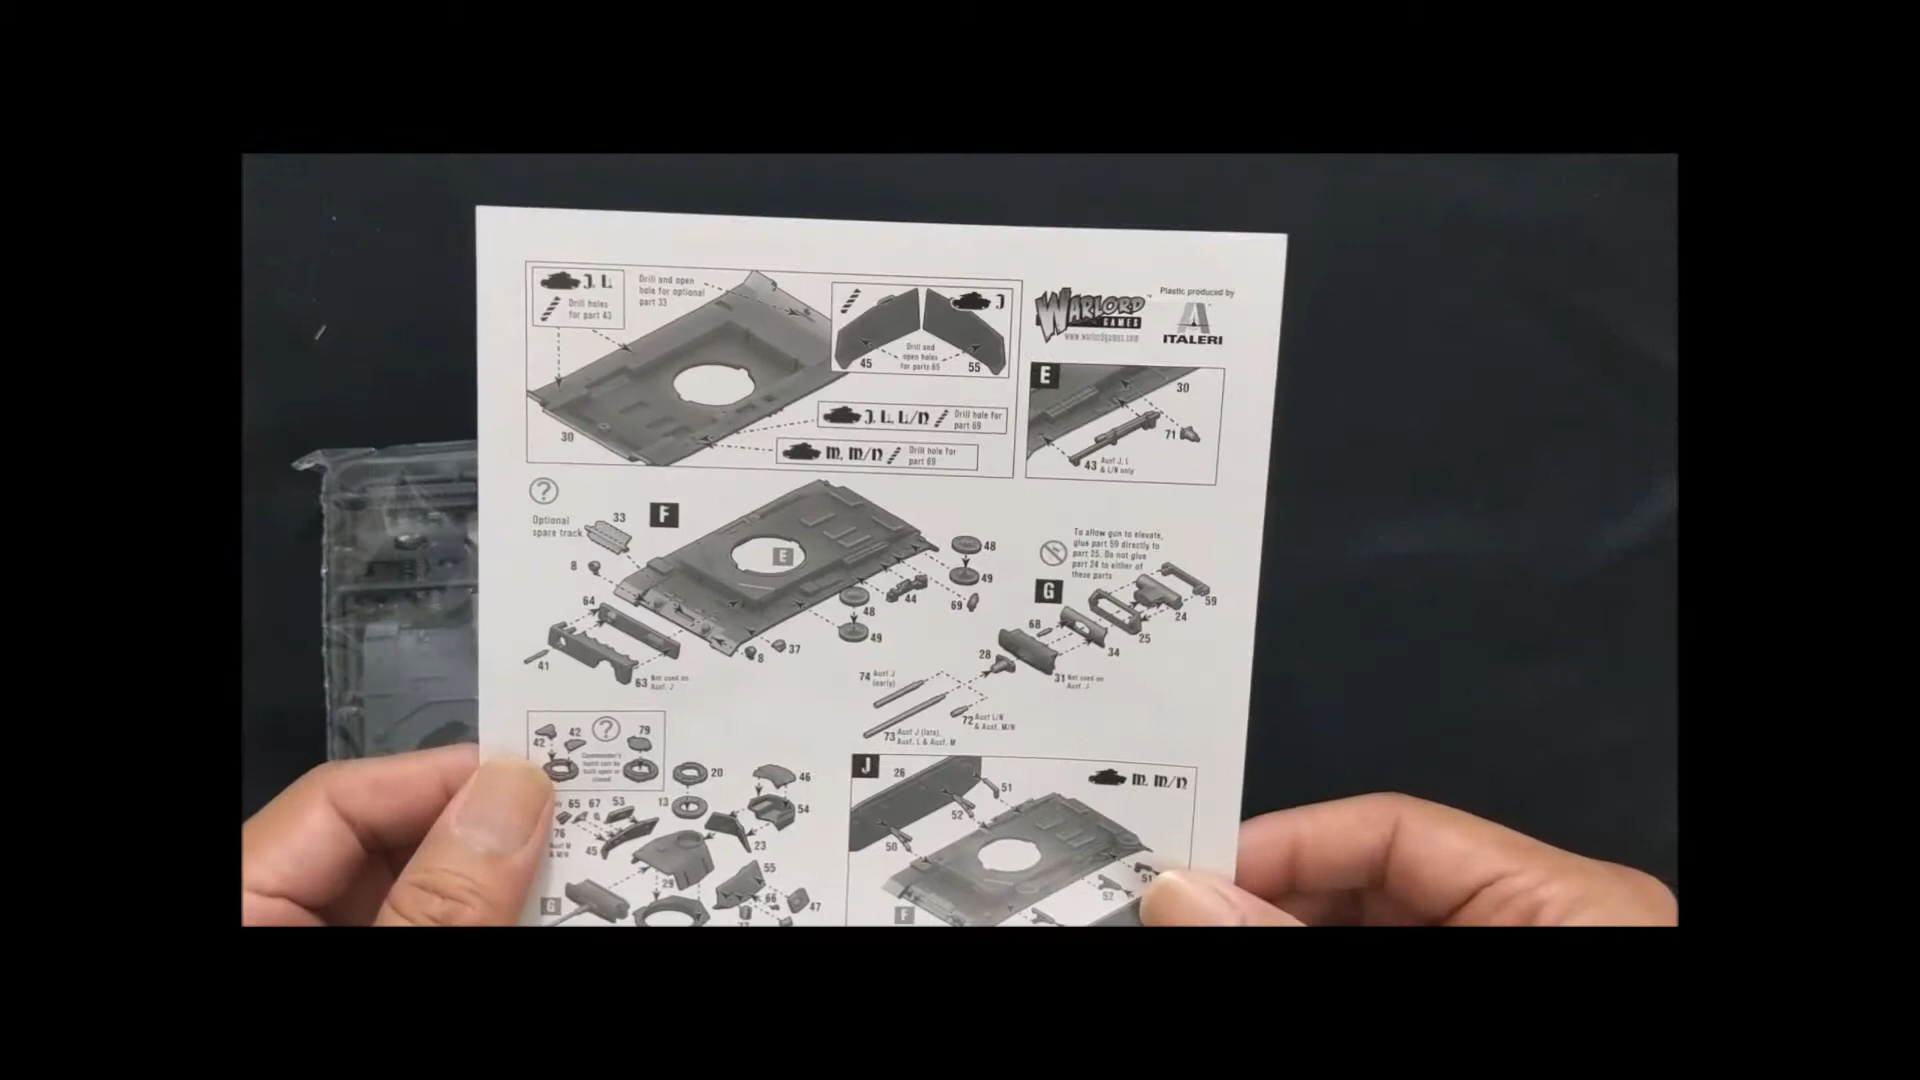 J, L
Drill holes
for part 43
Drill and open
hole for optional
part 33
30
J
Drill and
open holes
for parts 65
45
55
J, L, L/N
Drill hole for
part 69
M, M/N
Drill hole for
part 69
WARLORD
GAMES
www.warlordgames.com
Plastic produced by
ITALERI
E
30
71
43
Ausf J, L
& L/N only
?
Optional
spare track
33
F
E
8
64
41
63
Not used on
Ausf. J
8
37
48
49
44
69
48
49
To allow gun to elevate,
glue part 59 directly to
part 25. Do not glue
part 24 to either of
these parts
G
59
24
25
68
34
28
31
Not used on
Ausf. J
74
Ausf J
(early)
72
Ausf L/N
& Ausf. M/N
73
Ausf J (late),
Ausf. L & Ausf. M
42
42
?
79
Commander's
hatch can be
built open or
closed
20
13
46
54
65
67
53
76
Ausf M
& M/N
45
23
29
55
66
47
77
G
J
26
M, M/N
51
52
50
51
52
F